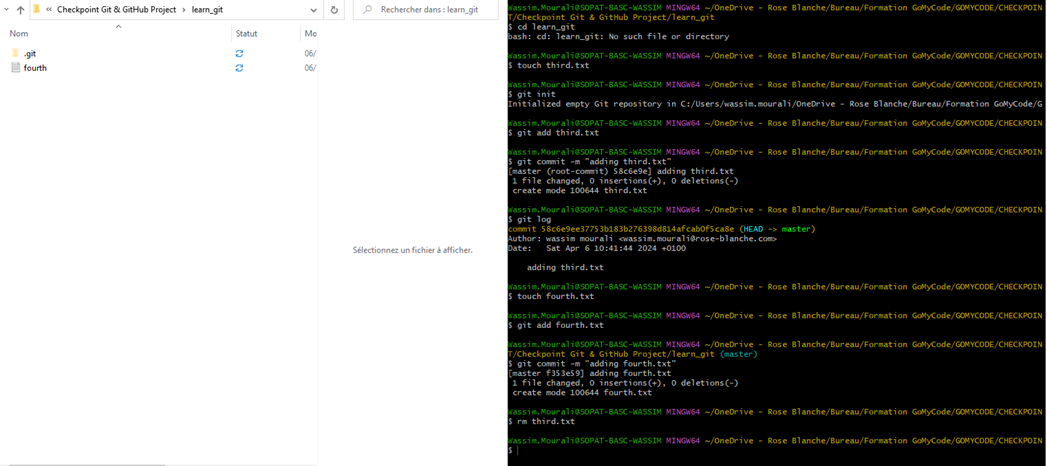 « Checkpoint Git & GitHub Project > learn_git
Rechercher dans : learn_git
Nom Statut Mo
.git 06/
fourth 06/
Sélectionnez un fichier à afficher.
Wassim.Mourali@SOPAT-BASC-WASSIM MINGW64 ~/OneDrive - Rose Blanche/Bureau/Formation GoMyCode/GOMYCODE/CHECKPOIN
T/Checkpoint Git & GitHub Project/learn_git
$ cd learn_git
bash: cd: learn_git: No such file or directory
Wassim.Mourali@SOPAT-BASC-WASSIM MINGW64 ~/OneDrive - Rose Blanche/Bureau/Formation GoMyCode/GOMYCODE/CHECKPOIN
$ touch third.txt
Wassim.Mourali@SOPAT-BASC-WASSIM MINGW64 ~/OneDrive - Rose Blanche/Bureau/Formation GoMyCode/GOMYCODE/CHECKPOIN
$ git init
Initialized empty Git repository in C:/Users/wassim.mourali/OneDrive - Rose Blanche/Bureau/Formation GoMyCode/G
Wassim.Mourali@SOPAT-BASC-WASSIM MINGW64 ~/OneDrive - Rose Blanche/Bureau/Formation GoMyCode/GOMYCODE/CHECKPOIN
$ git add third.txt
Wassim.Mourali@SOPAT-BASC-WASSIM MINGW64 ~/OneDrive - Rose Blanche/Bureau/Formation GoMyCode/GOMYCODE/CHECKPOIN
$ git commit -m "adding third.txt"
[master (root-commit) 58c6e9e] adding third.txt
1 file changed, 0 insertions(+), 0 deletions(-)
create mode 100644 third.txt
Wassim.Mourali@SOPAT-BASC-WASSIM MINGW64 ~/OneDrive - Rose Blanche/Bureau/Formation GoMyCode/GOMYCODE/CHECKPOIN
$ git log
commit 58c6e9ee37753b183b276398d814afcab0f5ca8e (HEAD -> master)
Author: wassim mourali <wassim.mourali@rose-blanche.com>
Date: Sat Apr 6 10:41:44 2024 +0100
adding third.txt
Wassim.Mourali@SOPAT-BASC-WASSIM MINGW64 ~/OneDrive - Rose Blanche/Bureau/Formation GoMyCode/GOMYCODE/CHECKPOIN
$ touch fourth.txt
Wassim.Mourali@SOPAT-BASC-WASSIM MINGW64 ~/OneDrive - Rose Blanche/Bureau/Formation GoMyCode/GOMYCODE/CHECKPOIN
$ git add fourth.txt
Wassim.Mourali@SOPAT-BASC-WASSIM MINGW64 ~/OneDrive - Rose Blanche/Bureau/Formation GoMyCode/GOMYCODE/CHECKPOIN
T/Checkpoint Git & GitHub Project/learn_git (master)
$ git commit -m "adding fourth.txt"
[master f353e59] adding fourth.txt
1 file changed, 0 insertions(+), 0 deletions(-)
create mode 100644 fourth.txt
Wassim.Mourali@SOPAT-BASC-WASSIM MINGW64 ~/OneDrive - Rose Blanche/Bureau/Formation GoMyCode/GOMYCODE/CHECKPOIN
$ rm third.txt
Wassim.Mourali@SOPAT-BASC-WASSIM MINGW64 ~/OneDrive - Rose Blanche/Bureau/Formation GoMyCode/GOMYCODE/CHECKPOIN
$